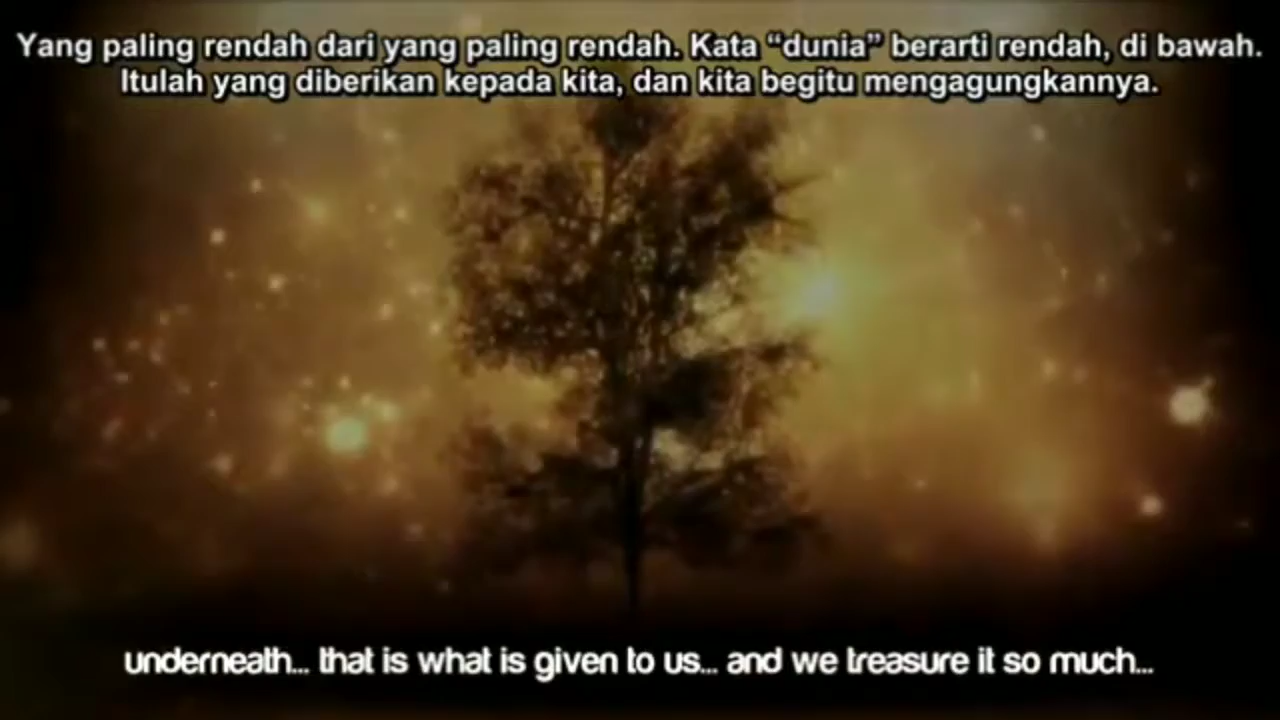 Yang paling rendah dari yang paling rendah. Kata “dunia” berarti rendah, di bawah.
Itulah yang diberikan kepada kita, dan kita begitu mengagungkannya.
underneath... that is what is given to us... and we treasure it so much...